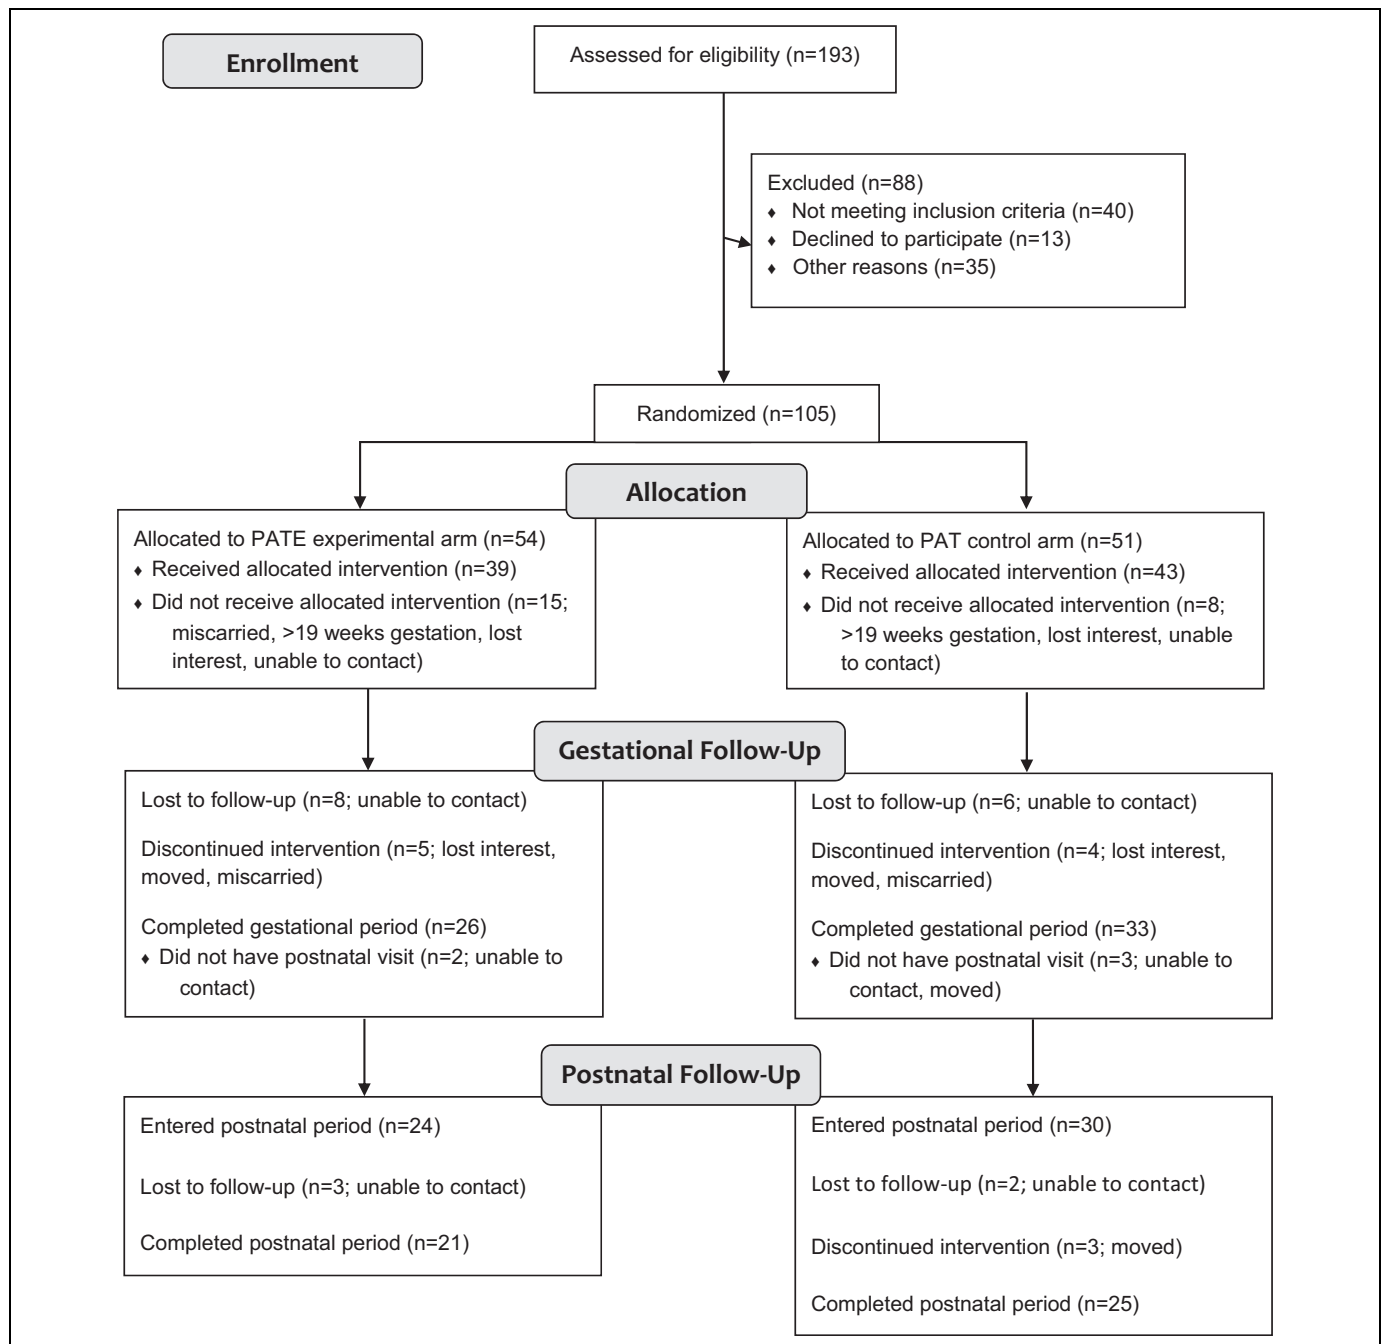 Enrollment
Assessed for eligibility (n=193)
Excluded (n=88)
♦ Not meeting inclusion criteria (n=40)
♦ Declined to participate (n=13)
♦ Other reasons (n=35)
Randomized (n=105)
Allocation
Allocated to PATE experimental arm (n=54)
♦ Received allocated intervention (n=39)
♦ Did not receive allocated intervention (n=15;
miscarried, >19 weeks gestation, lost
interest, unable to contact)
Allocated to PAT control arm (n=51)
♦ Received allocated intervention (n=43)
♦ Did not receive allocated intervention (n=8;
>19 weeks gestation, lost interest, unable
to contact)
Gestational Follow-Up
Lost to follow-up (n=8; unable to contact)
Discontinued intervention (n=5; lost interest,
moved, miscarried)
Completed gestational period (n=26)
♦ Did not have postnatal visit (n=2; unable to
contact)
Lost to follow-up (n=6; unable to contact)
Discontinued intervention (n=4; lost interest,
moved, miscarried)
Completed gestational period (n=33)
♦ Did not have postnatal visit (n=3; unable to
contact, moved)
Postnatal Follow-Up
Entered postnatal period (n=24)
Lost to follow-up (n=3; unable to contact)
Completed postnatal period (n=21)
Entered postnatal period (n=30)
Lost to follow-up (n=2; unable to contact)
Discontinued intervention (n=3; moved)
Completed postnatal period (n=25)